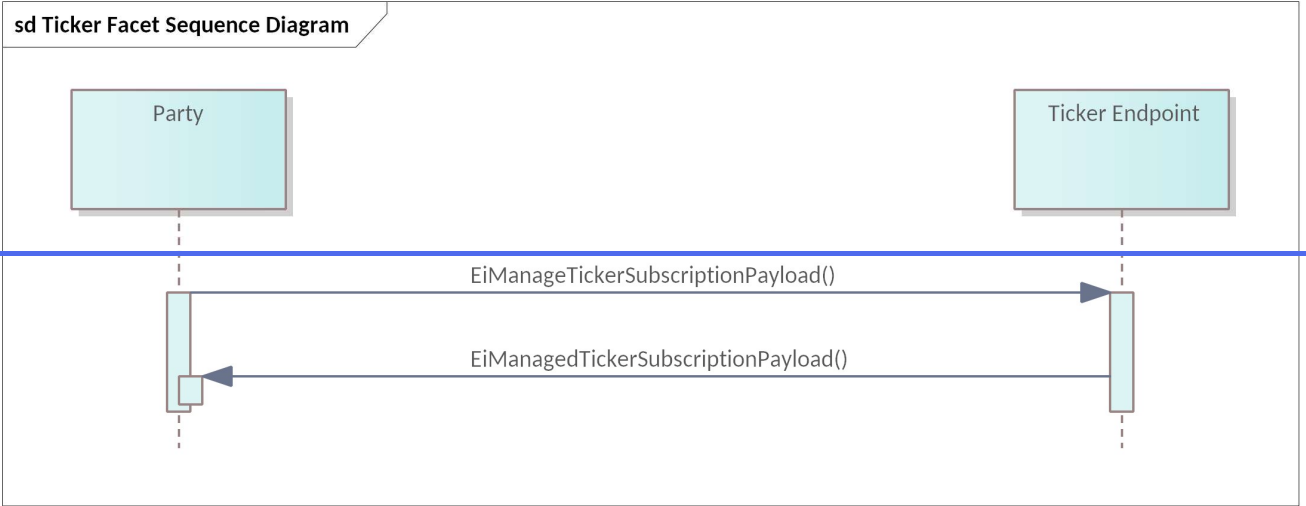 sd Ticker Facet Sequence Diagram
Party
Ticker Endpoint
EiManageTickerSubscriptionPayload()
EiManagedTickerSubscriptionPayload()